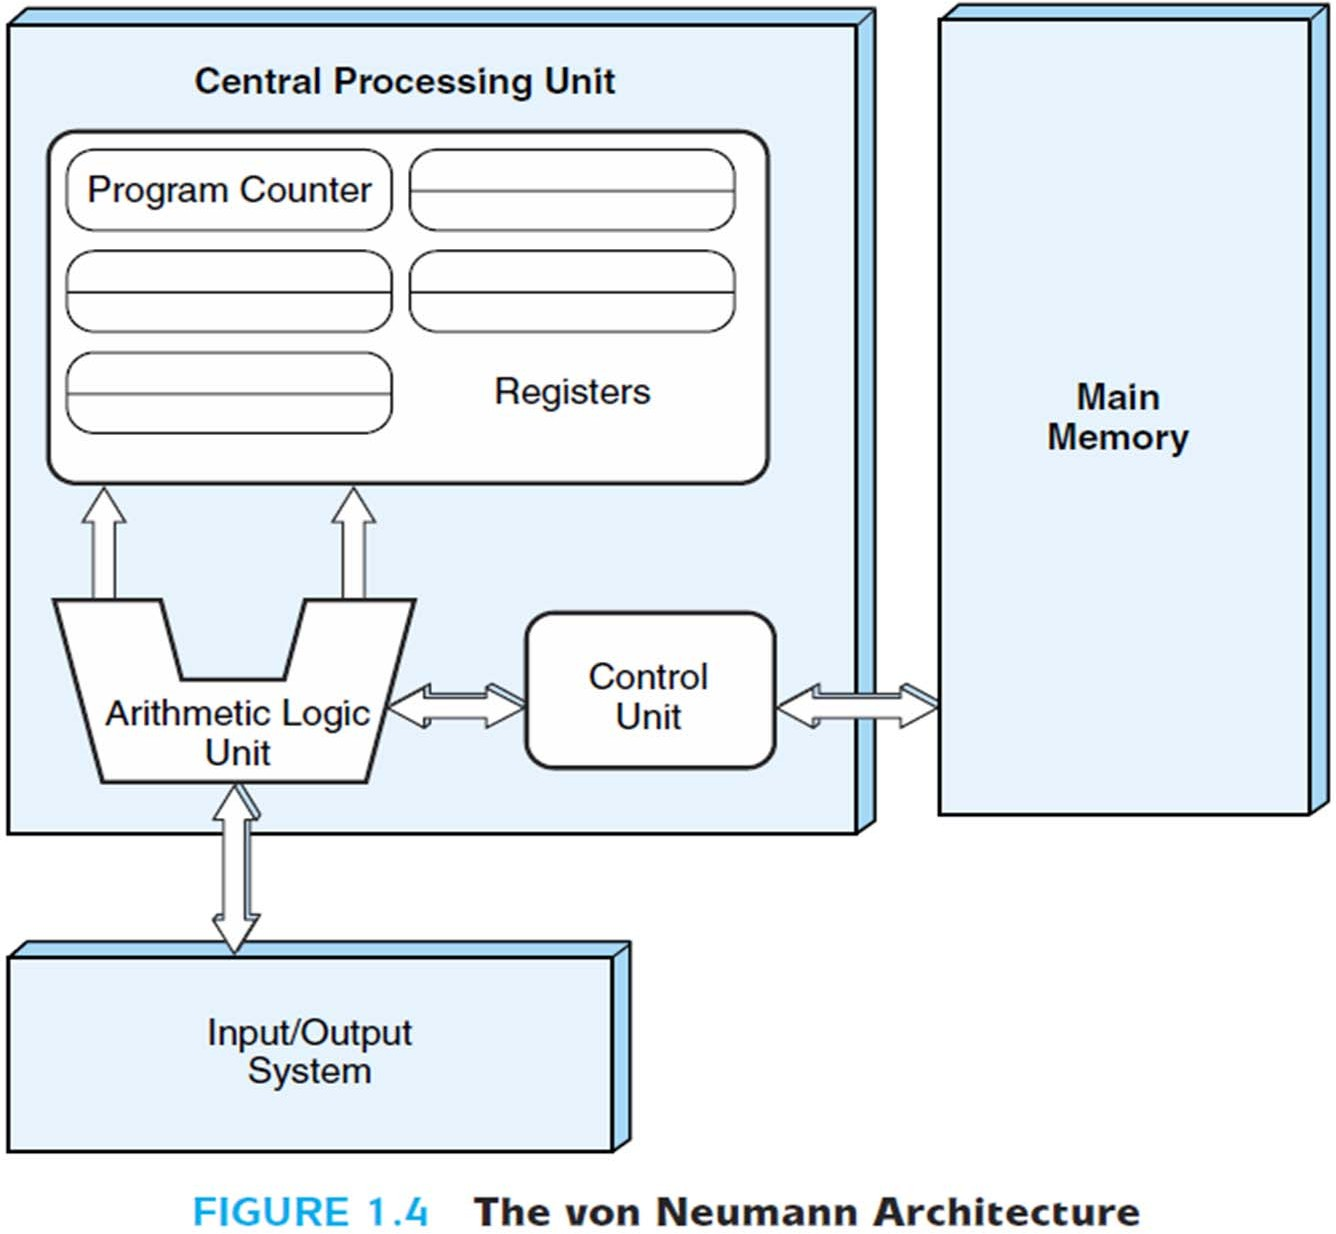 Central Processing Unit
Program Counter
Registers
Main
Memory
Arithmetic Logic
Unit
Control
Unit
Input/Output
System
FIGURE 1.4 The von Neumann Architecture